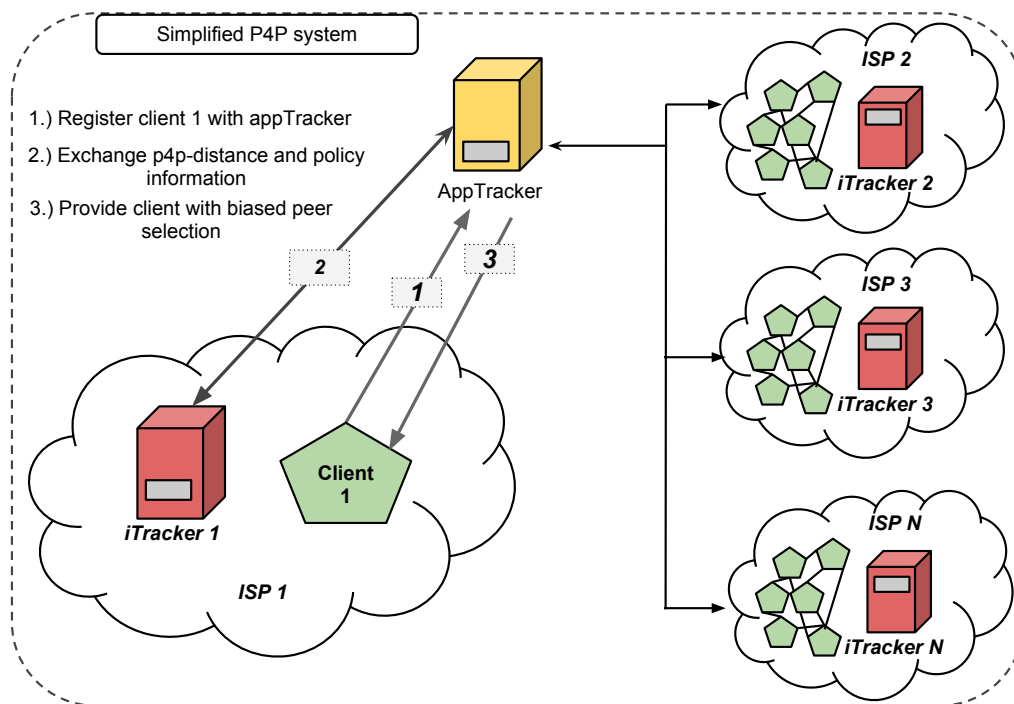 Simplified P4P system
1.) Register client 1 with appTracker
2.) Exchange p4p-distance and policy
information
3.) Provide client with biased peer
selection
AppTracker
2
1
3
iTracker 1
Client
1
ISP 1
ISP 2
iTracker 2
ISP 3
iTracker 3
ISP N
iTracker N